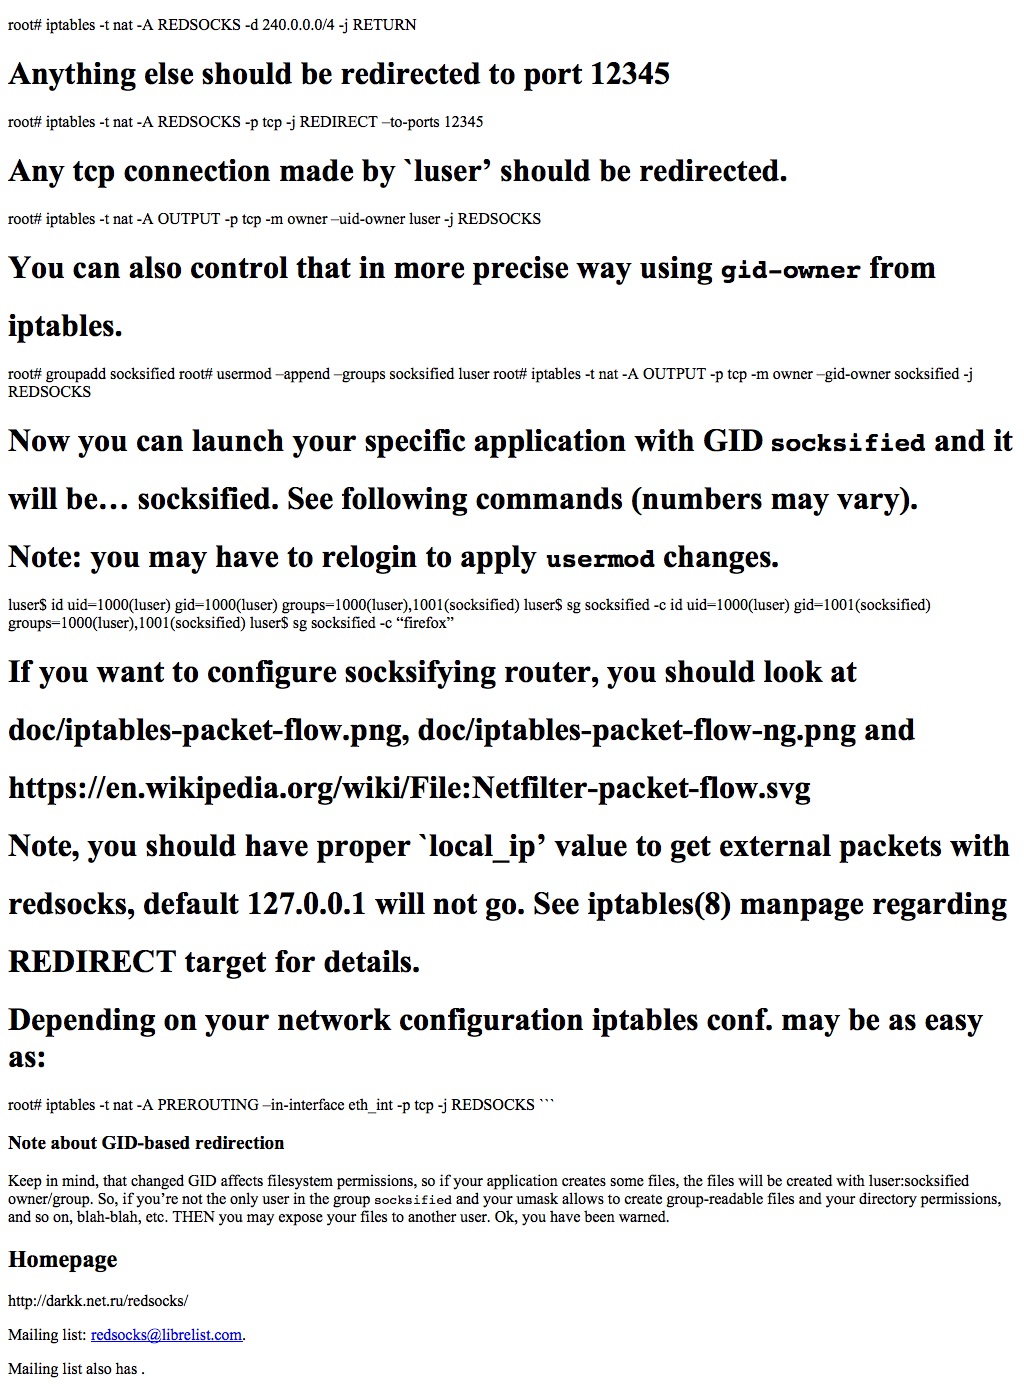 root# iptables -t nat -A REDSOCKS -d 240.0.0.0/4 -j RETURN
Anything else should be redirected to port 12345
root# iptables -t nat -A REDSOCKS -p tcp -j REDIRECT –to-ports 12345
Any tcp connection made by `luser’ should be redirected.
root# iptables -t nat -A OUTPUT -p tcp -m owner –uid-owner luser -j REDSOCKS
You can also control that in more precise way using gid-owner from
iptables.
root# groupadd socksified root# usermod –append –groups socksified luser root# iptables -t nat -A OUTPUT -p tcp -m owner –gid-owner socksified -j
REDSOCKS
Now you can launch your specific application with GID socksified and it
will be… socksified. See following commands (numbers may vary).
Note: you may have to relogin to apply usermod changes.
luser$ id uid=1000(luser) gid=1000(luser) groups=1000(luser),1001(socksified) luser$ sg socksified -c id uid=1000(luser) gid=1001(socksified)
groups=1000(luser),1001(socksified) luser$ sg socksified -c “firefox”
If you want to configure socksifying router, you should look at
doc/iptables-packet-flow.png, doc/iptables-packet-flow-ng.png and
https://en.wikipedia.org/wiki/File:Netfilter-packet-flow.svg
Note, you should have proper `local_ip’ value to get external packets with
redsocks, default 127.0.0.1 will not go. See iptables(8) manpage regarding
REDIRECT target for details.
Depending on your network configuration iptables conf. may be as easy
as:
root# iptables -t nat -A PREROUTING –in-interface eth_int -p tcp -j REDSOCKS ```
Note about GID-based redirection
Keep in mind, that changed GID affects filesystem permissions, so if your application creates some files, the files will be created with luser:socksified
owner/group. So, if you’re not the only user in the group socksified and your umask allows to create group-readable files and your directory permissions,
and so on, blah-blah, etc. THEN you may expose your files to another user. Ok, you have been warned.
Homepage
http://darkk.net.ru/redsocks/
Mailing list: redsocks@librelist.com.
Mailing list also has .